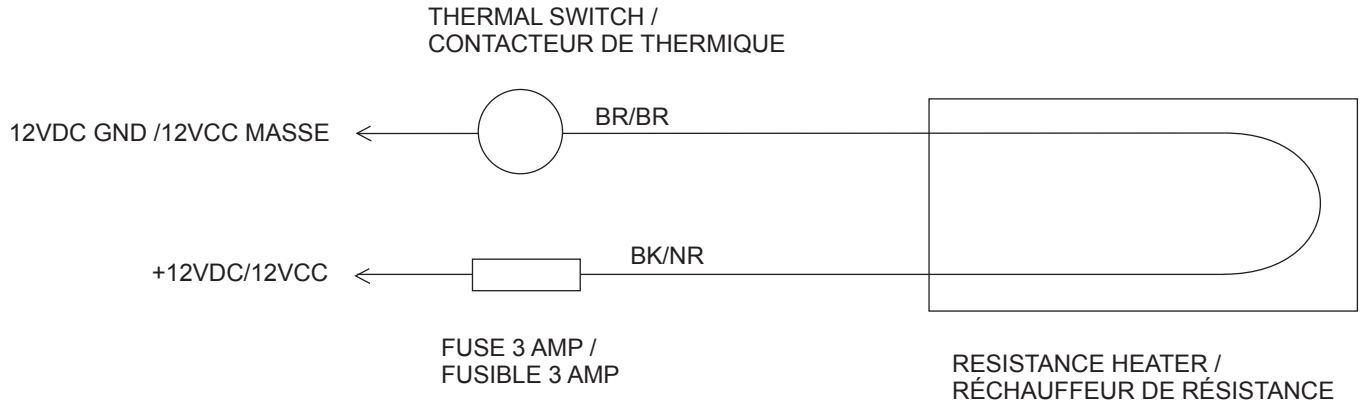 THERMAL SWITCH /
CONTACTEUR DE THERMIQUE
BR/BR
12VDC GND /12VCC MASSE
BK/NR
+12VDC/12VCC
FUSE 3 AMP /
FUSIBLE 3 AMP
RESISTANCE HEATER /
RÉCHAUFFEUR DE RÉSISTANCE